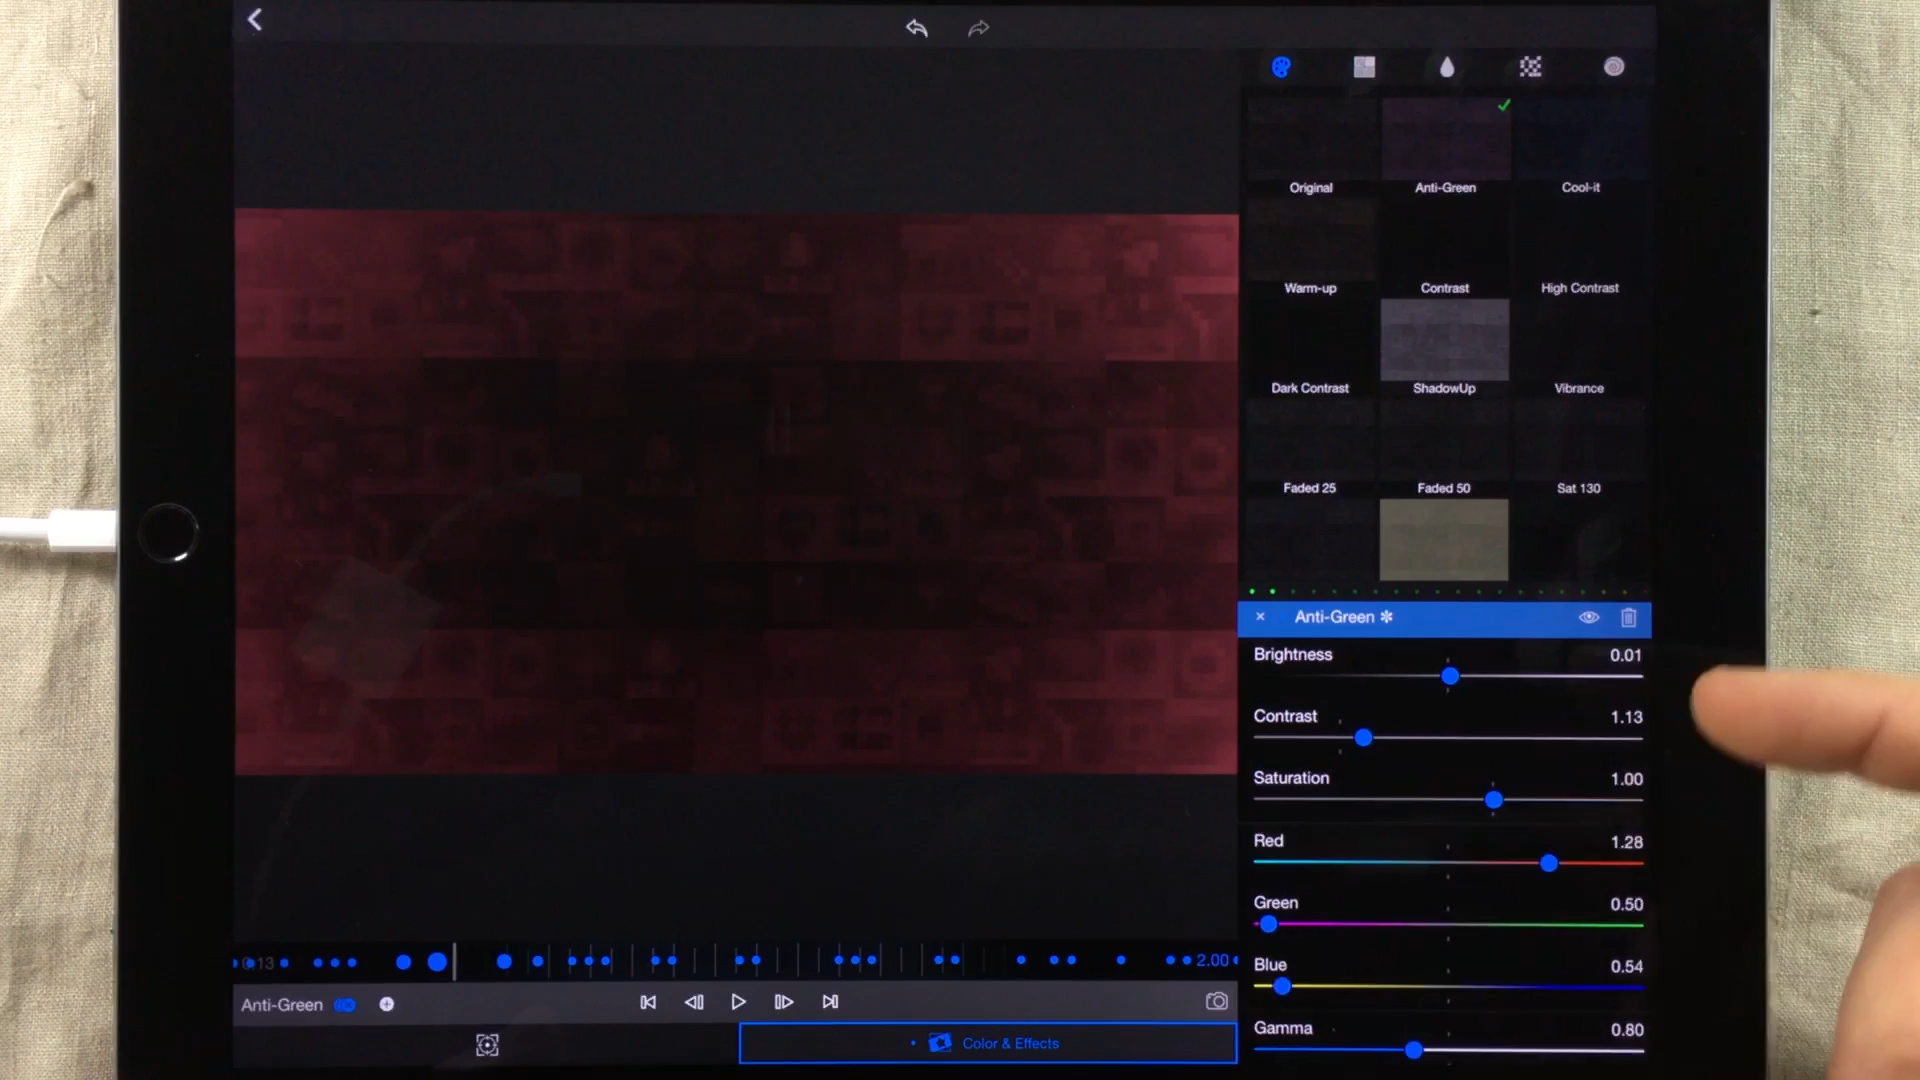 Original Anti-Green Cool-it
Warm-up Contrast High Contrast
Dark Contrast ShadowUp Vibrance
Faded 25 Faded 50 Sat 130
Anti-Green ✻
Brightness 0.01
Contrast 1.13
Saturation 1.00
Red 1.28
Green 0.50
Blue 0.54
Gamma 0.80
2.00
Anti-Green
Color & Effects